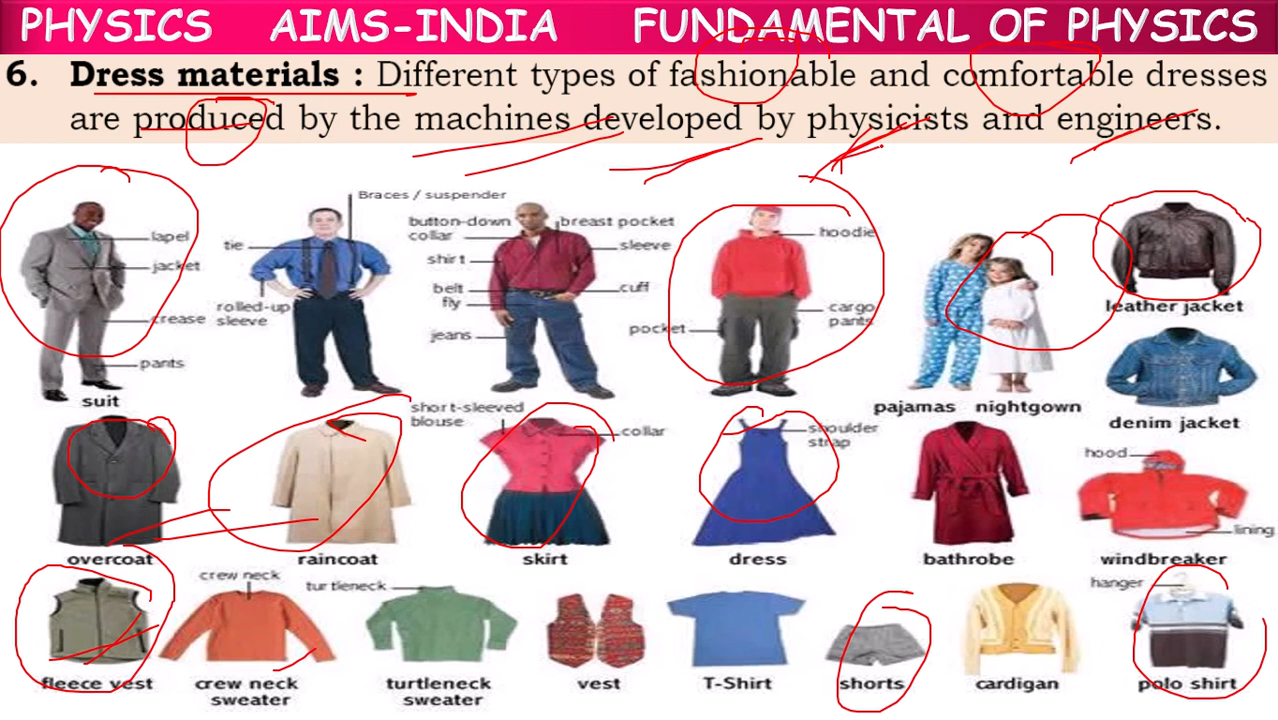 PHYSICS AIMS-INDIA FUNDAMENTAL OF PHYSICS
6. Dress materials : Different types of fashionable and comfortable dresses
are produced by the machines developed by physicists and engineers.
lapel
jacket
crease
pants
suit
Braces / suspender
tie
rolled-up
sleeve
button-down
collar
breast pocket
sleeve
shirt
belt
cuff
fly
jeans
hoodie
cargo
pants
pocket
pajamas nightgown
leather jacket
denim jacket
overcoat
raincoat
short-sleeved
blouse
collar
skirt
shoulder
strap
dress
bathrobe
hood
lining
windbreaker
fleece vest
crew neck
crew neck
sweater
turtleneck
turtleneck
sweater
vest
T-Shirt
shorts
cardigan
hanger
polo shirt